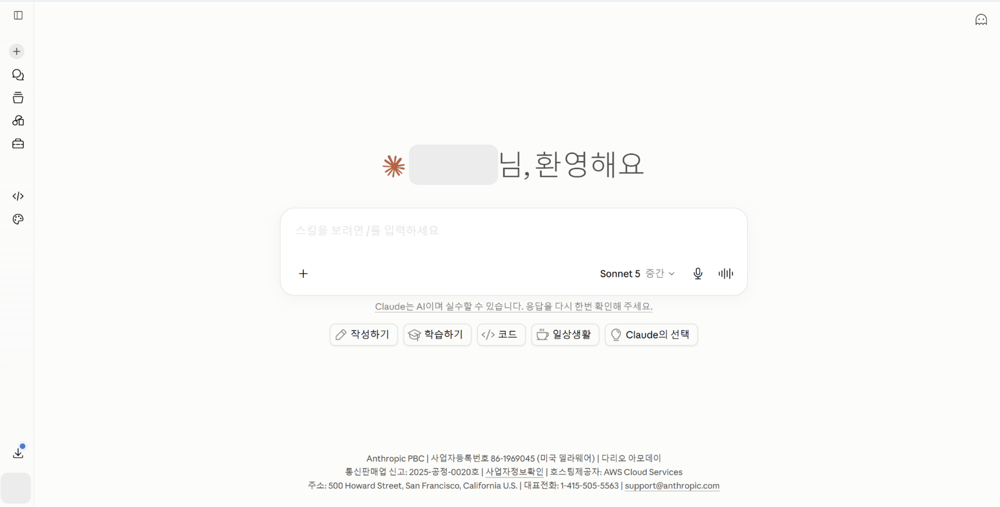 님, 환영해요
스킬을 보려면 /를 입력하세요
Sonnet 5 중간
Claude는 AI이며 실수할 수 있습니다. 응답을 다시 한번 확인해 주세요.
작성하기 학습하기 코드 일상생활 Claude의 선택
Anthropic PBC | 사업자등록번호 86-1969045 (미국 델라웨어) | 다리오 아모데이
통신판매업 신고: 2025-공정-0020호 | 사업자정보확인 | 호스팅제공자: AWS Cloud Services
주소: 500 Howard Street, San Francisco, California U.S. | 대표전화: 1-415-505-5563 | support@anthropic.com